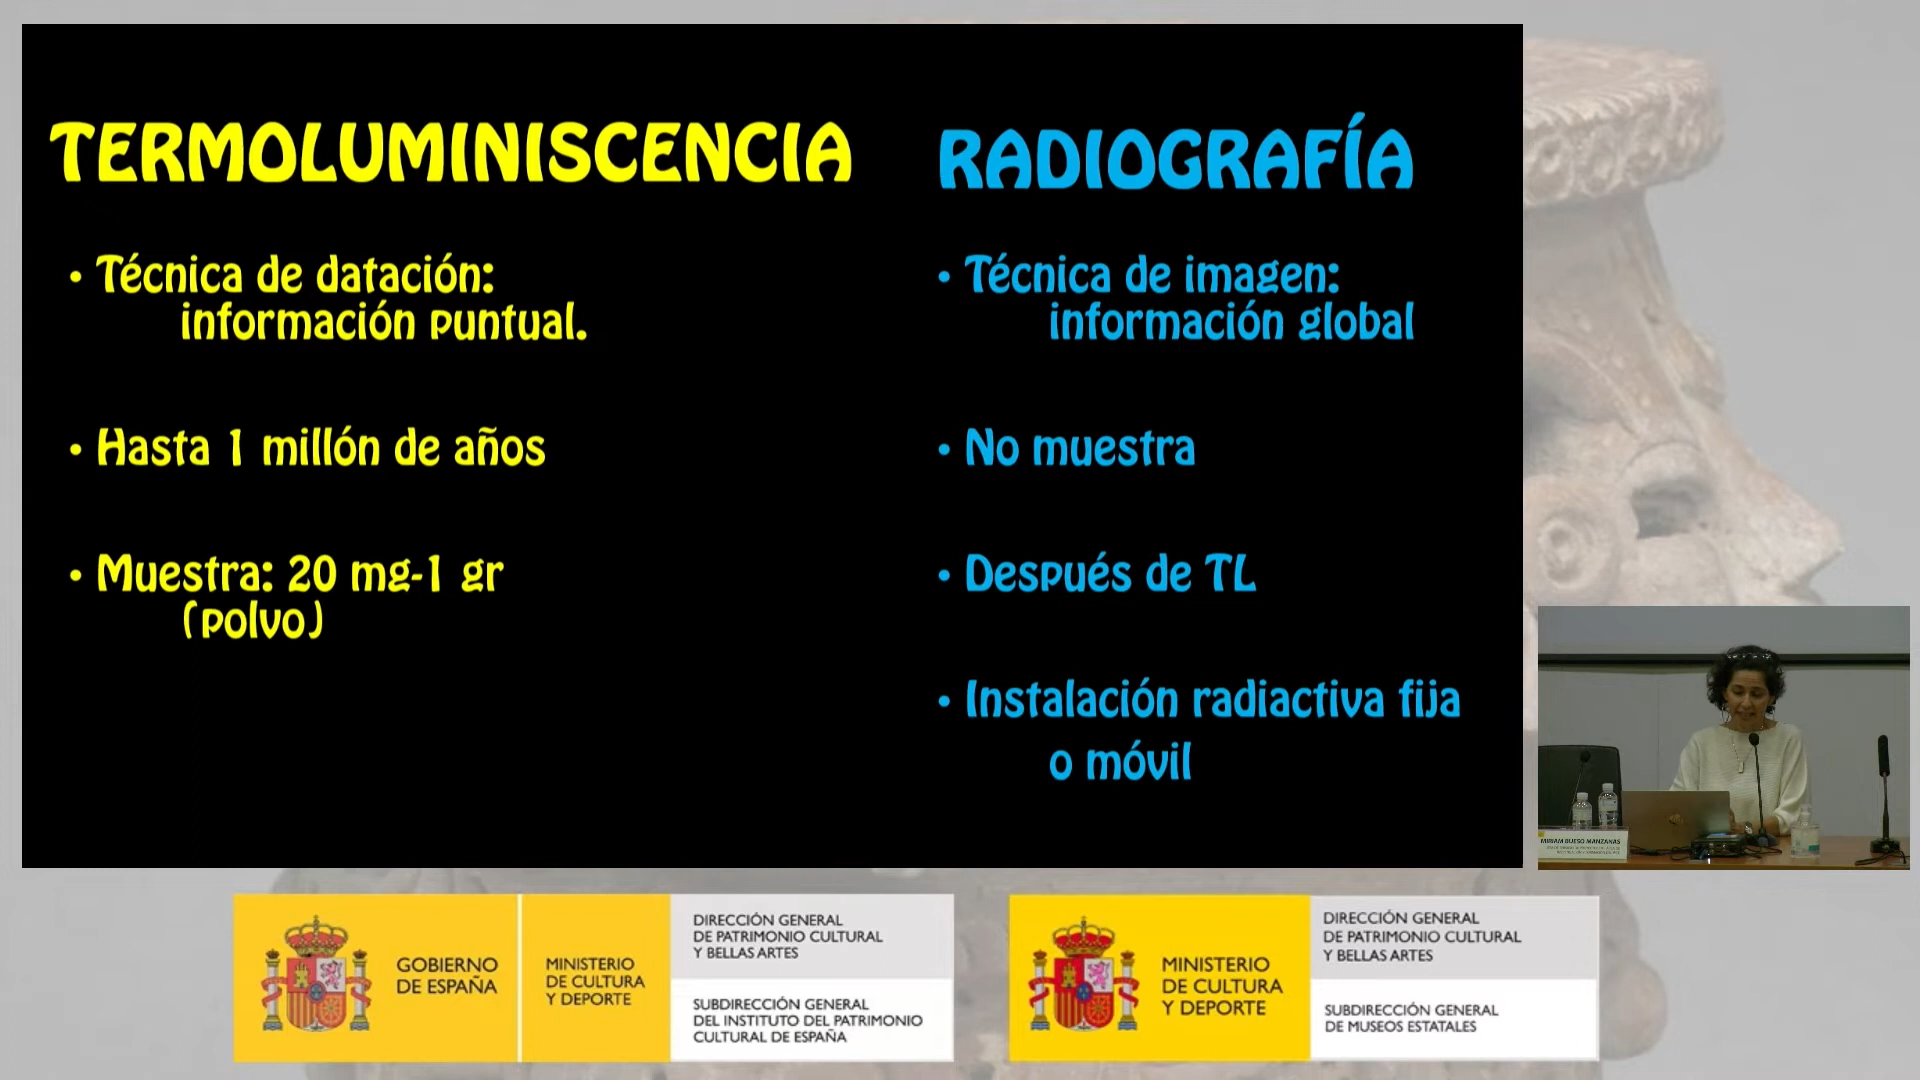 TERMOLUMINISCENCIA
• Técnica de datación:
información puntual.
• Hasta 1 millón de años
• Muestra: 20 mg-1 gr
(polvo)
RADIOGRAFÍA
• Técnica de imagen:
información global
• No muestra
• Después de TL
• Instalación radiactiva fija
o móvil
MIRIAM BUESO MANZANAS
GOBIERNO
DE ESPAÑA
MINISTERIO
DE CULTURA
Y DEPORTE
DIRECCIÓN GENERAL
DE PATRIMONIO CULTURAL
Y BELLAS ARTES
SUBDIRECCIÓN GENERAL
DEL INSTITUTO DEL PATRIMONIO
CULTURAL DE ESPAÑA
MINISTERIO
DE CULTURA
Y DEPORTE
DIRECCIÓN GENERAL
DE PATRIMONIO CULTURAL
Y BELLAS ARTES
SUBDIRECCIÓN GENERAL
DE MUSEOS ESTATALES